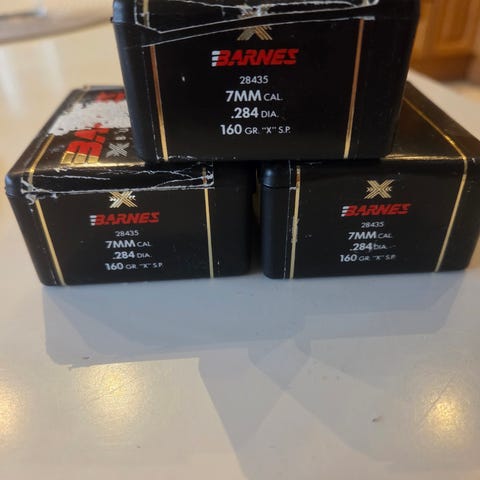 X
BARNES
28435
7MM CAL.
.284 DIA.
160 GR. "X" S.P.
BARNES
X
X
BARNES
28435
7MM CAL.
.284 DIA.
160 GR. "X" S.P.
X
BARNES
28435
7MM CAL.
.284 DIA.
160 GR. "X" S.P.